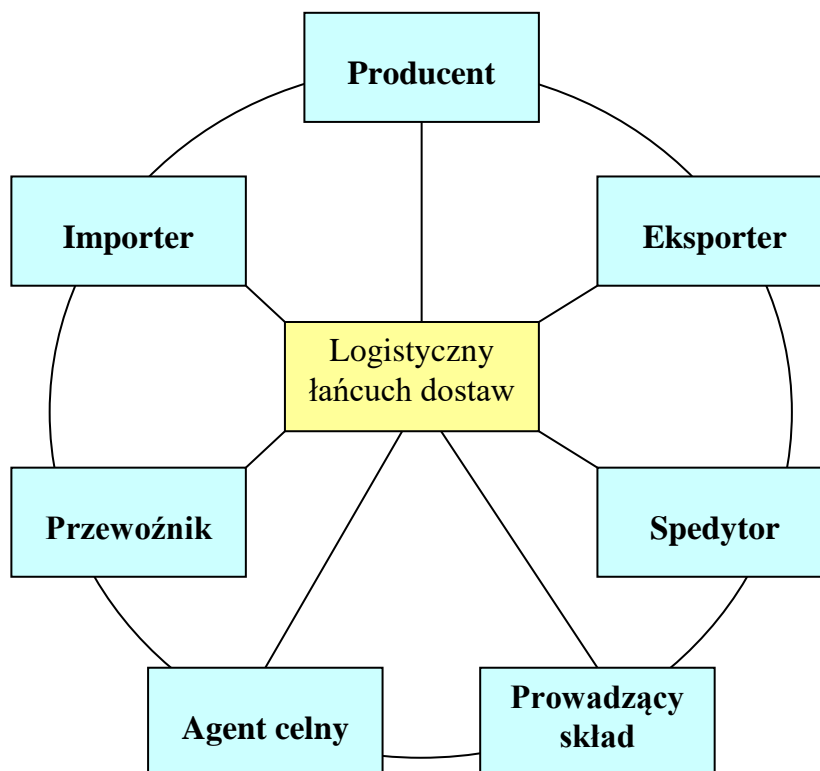 Producent
Importer
Eksporter
Logistyczny
łańcuch dostaw
Przewoźnik
Spedytor
Agent celny
Prowadzący
skład